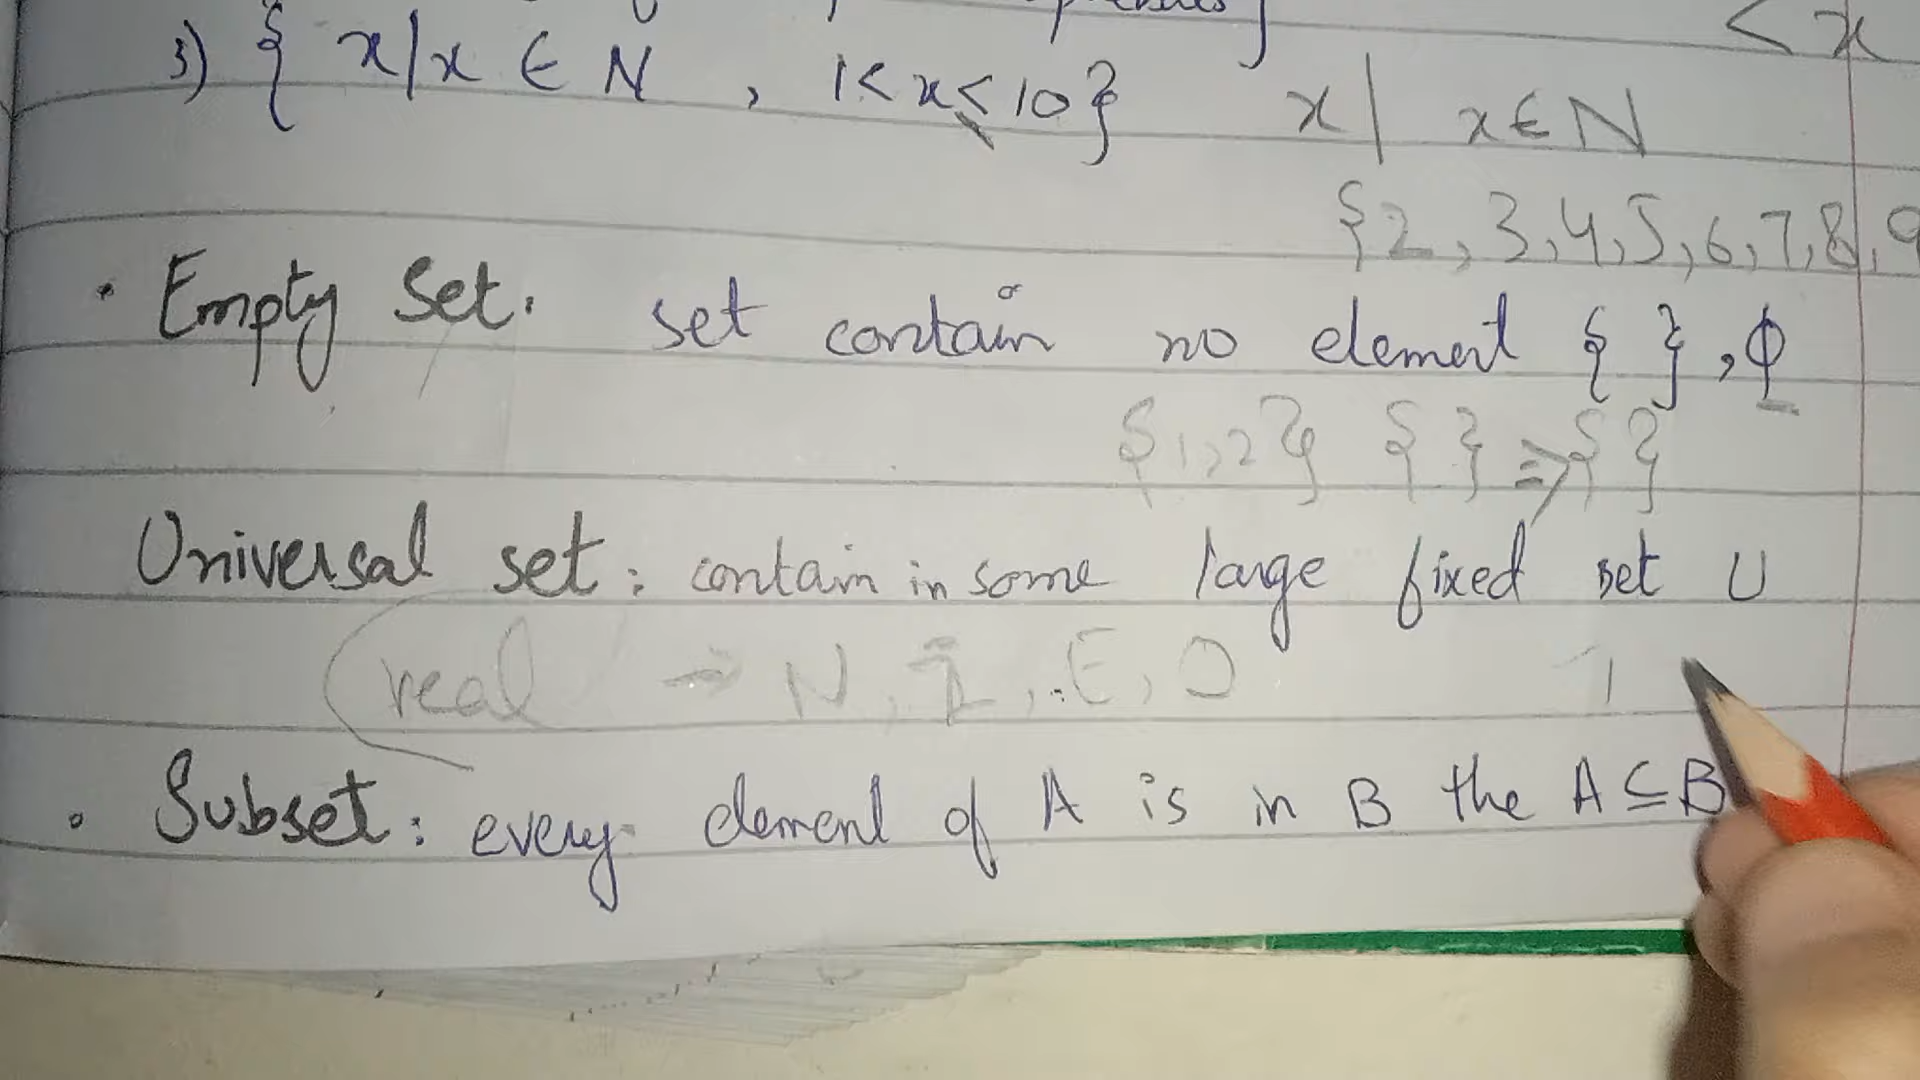 < x
3) { x/x ∈ N , 1< x ≤ 10}
x | x ∈ N
{2, 3, 4, 5, 6, 7, 8, 9
• Empty Set: set contain no element { }, ϕ
{1,2} { } => { }
Universal set: contain in some large fixed set U
real → N, Z, E, O
• Subset: every element of A is in B the A ⊆ B